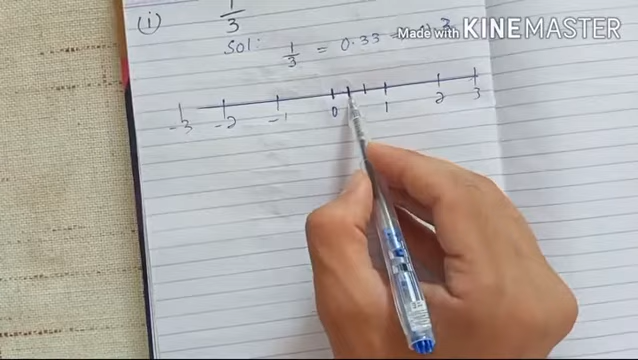 Made with KINEMASTER
(i) 1/3
Sol: 1/3 = 0.33
-3 -2 -1 0 1 2 3